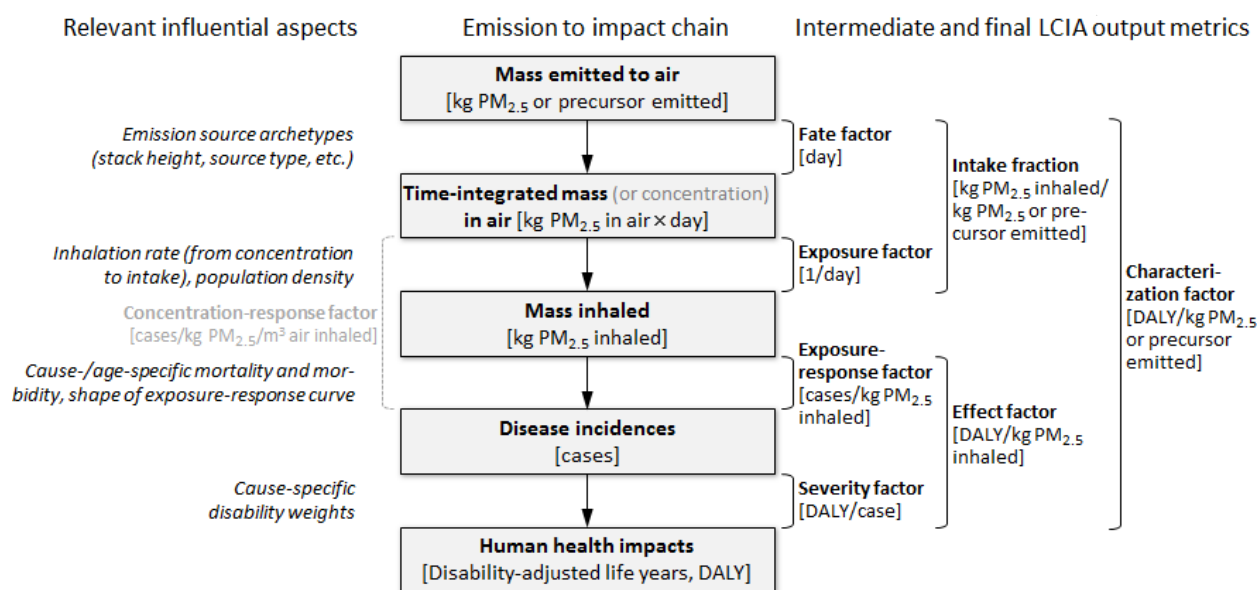 Relevant influential aspects
Emission to impact chain
Intermediate and final LCIA output metrics
Mass emitted to air
[kg PM2.5 or precursor emitted]
Emission source archetypes
(stack height, source type, etc.)
Fate factor
[day]
Intake fraction
[kg PM2.5 inhaled/
kg PM2.5 or pre-
cursor emitted]
Time-integrated mass (or concentration)
in air [kg PM2.5 in air × day]
Inhalation rate (from concentration
to intake), population density
Exposure factor
[1/day]
Characteri-
zation factor
[DALY/kg PM2.5
or precursor
emitted]
Concentration-response factor
[cases/kg PM2.5/m³ air inhaled]
Mass inhaled
[kg PM2.5 inhaled]
Cause-/age-specific mortality and mor-
bidity, shape of exposure-response curve
Exposure-
response factor
[cases/kg PM2.5
inhaled]
Effect factor
[DALY/kg PM2.5
inhaled]
Disease incidences
[cases]
Cause-specific
disability weights
Severity factor
[DALY/case]
Human health impacts
[Disability-adjusted life years, DALY]